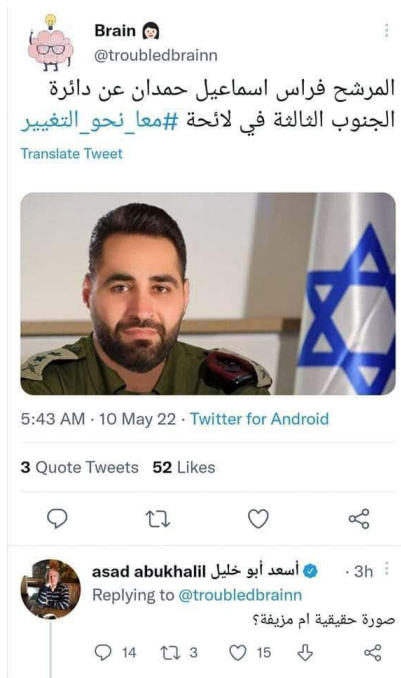 Brain
@troubledbrainn
المرشح فراس اسماعيل حمدان عن دائرة
الجنوب الثالثة في لائحة #معا_نحو_التغيير
Translate Tweet
5:43 AM · 10 May 22 · Twitter for Android
3 Quote Tweets 52 Likes
asad abukhalil أسعد أبو خليل · 3h
Replying to @troubledbrainn
صورة حقيقية ام مزيفة؟
14 3 15